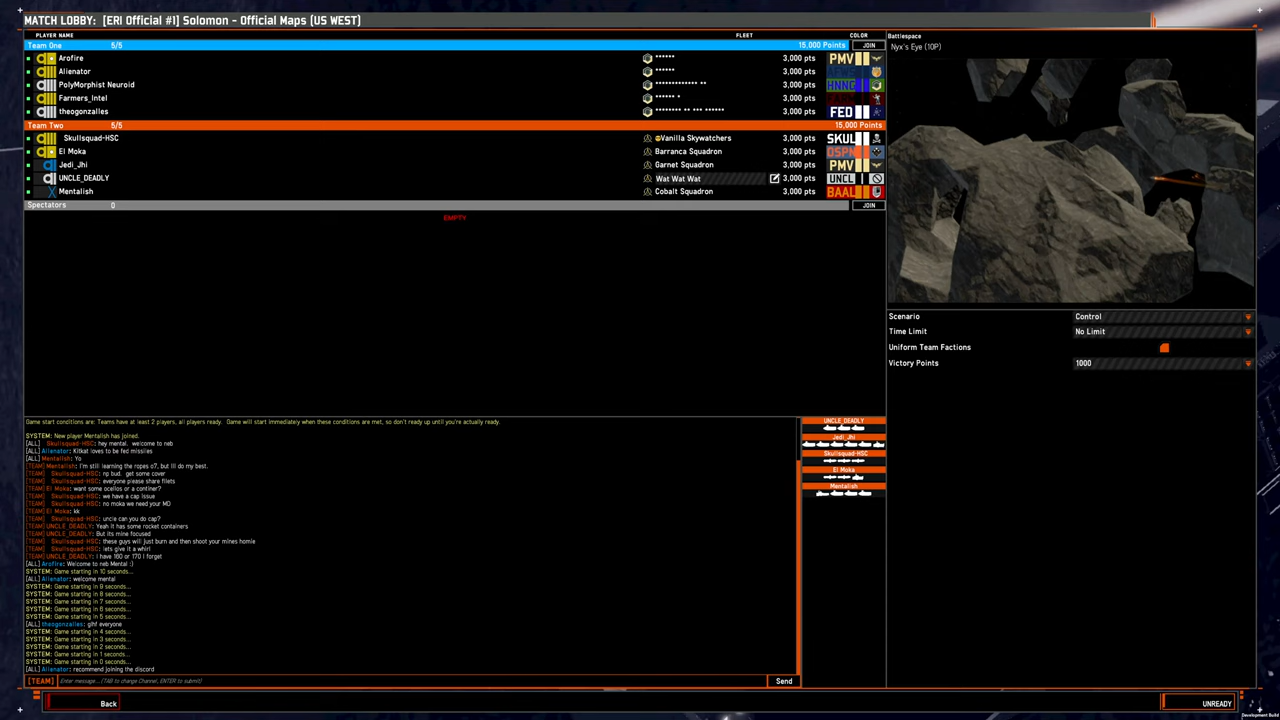 MATCH LOBBY: [ERI Official #1] Solomon - Official Maps (US WEST)
PLAYER NAME FLEET COLOR
Team One 5/5 15,000 Points JOIN
Arofire ****** 3,000 pts PMV
Alienator ****** 3,000 pts
PolyMorphist Neuroid ************* ** 3,000 pts HNNC
Farmers_Intel ****** * 3,000 pts
theogonzalles ******** ** *** ****** 3,000 pts FED
Team Two 5/5 15,000 Points
Skullsquad-HSC Vanilla Skywatchers 3,000 pts SKUL
El Moka Barranca Squadron 3,000 pts OSPN
Jedi_Jhi Garnet Squadron 3,000 pts PMV
UNCLE_DEADLY Wat Wat Wat 3,000 pts UNCL
Mentalish Cobalt Squadron 3,000 pts BAAL
Spectators 0 JOIN
EMPTY
Battlespace
Nyx's Eye (10P)
Scenario Control
Time Limit No Limit
Uniform Team Factions
Victory Points 1000
Game start conditions are: Teams have at least 2 players, all players ready. Game will start immediately when these conditions are met, so don't ready up until you're actually ready.
SYSTEM: New player Mentalish has joined.
[ALL] Skullsquad-HSC: hey mental. welcome to neb
[ALL] Alienator: Kitkat loves to be fed missiles
[ALL] Mentalish: Yo
[TEAM] Mentalish: I'm still learning the ropes o7, but Ill do my best.
[TEAM] Skullsquad-HSC: np bud. get some cover
[TEAM] Skullsquad-HSC: everyone please share flets
[TEAM] El Moka: want some ocellos or a continer?
[TEAM] Skullsquad-HSC: we have a cap issue
[TEAM] Skullsquad-HSC: no moka we need your MO
[TEAM] El Moka: kk
[TEAM] Skullsquad-HSC: uncle can you do cap?
[TEAM] UNCLE_DEADLY: Yeah it has some rocket containers
[TEAM] UNCLE_DEADLY: But its mine focused
[TEAM] Skullsquad-HSC: these guys will just burn and then shoot your mines homie
[TEAM] Skullsquad-HSC: lets give it a whirl
[TEAM] UNCLE_DEADLY: I have 160 or 170 I forget
[ALL] Arofire: Welcome to neb Mental :)
SYSTEM: Game starting in 10 seconds...
[ALL] Alienator: welcome mental
SYSTEM: Game starting in 9 seconds...
SYSTEM: Game starting in 8 seconds...
SYSTEM: Game starting in 7 seconds...
SYSTEM: Game starting in 6 seconds...
SYSTEM: Game starting in 5 seconds...
[ALL] theogonzalles: glhf everyone
SYSTEM: Game starting in 4 seconds...
SYSTEM: Game starting in 3 seconds...
SYSTEM: Game starting in 2 seconds...
SYSTEM: Game starting in 1 seconds...
SYSTEM: Game starting in 0 seconds...
[ALL] Alienator: recommend joining the discord
UNCLE_DEADLY
Jedi_Jhi
Skullsquad-HSC
El Moka
Mentalish
[TEAM] Enter message... (TAB to change Channel, ENTER to submit) Send
Back
UNREADY
Development Build